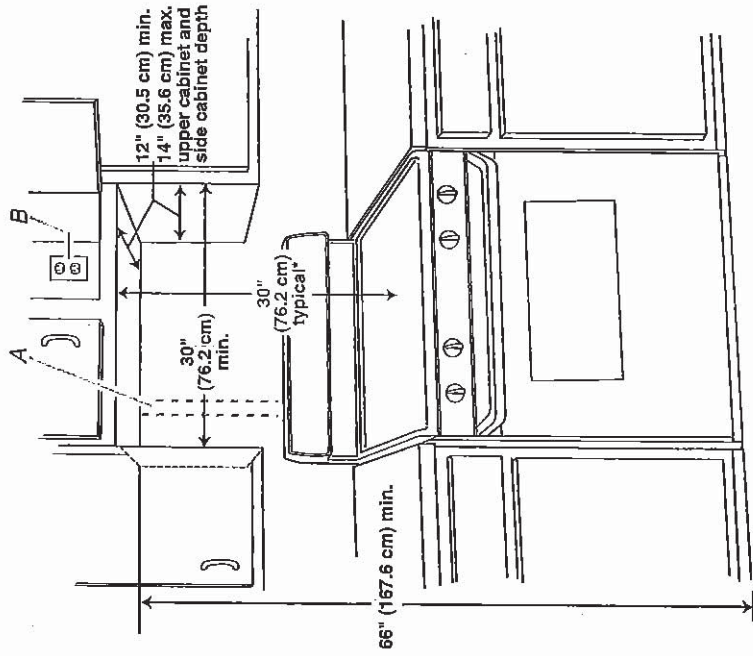 12" (30.5 cm) min.
14" (35.6 cm) max.
upper cabinet and
side cabinet depth
B
A
30"
(76.2 cm)
typical*
30"
(76.2 cm)
min.
66" (167.6 cm) min.